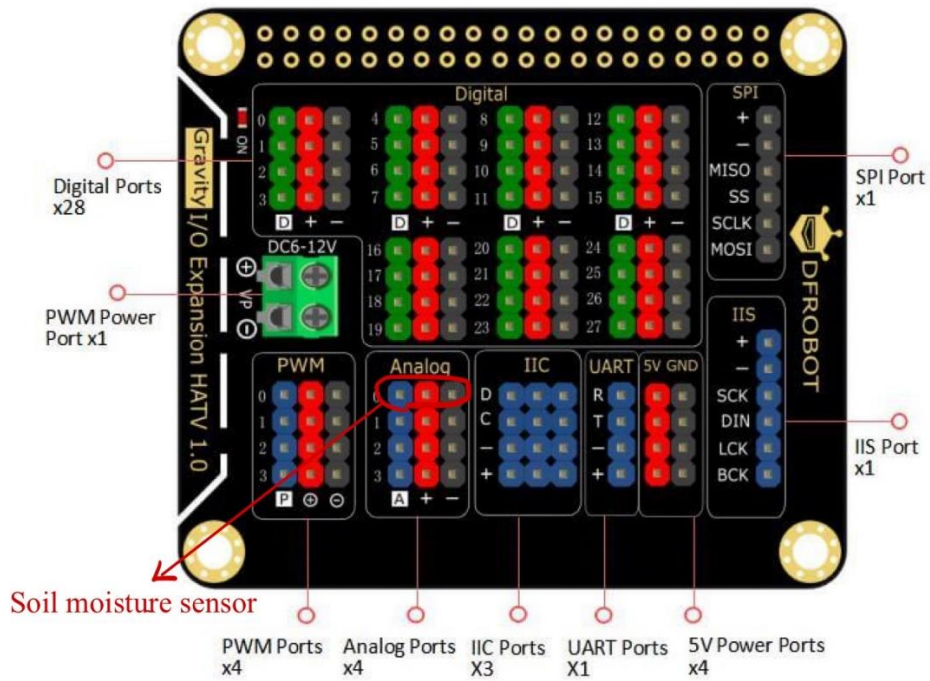 Digital
SPI
0
1
2
3
4
5
6
7
8
9
10
11
12
13
14
15
D + −
D + −
D + −
D + −
ON
+
−
MISO
SS
SCLK
MOSI
Digital Ports
x28
SPI Port
x1
Gravity I/O Expansion HATV 1.0
DFROBOT
DC6-12V
+
VP
−
PWM Power
Port x1
16
17
18
19
20
21
22
23
24
25
26
27
IIS
+
−
SCK
DIN
LCK
BCK
IIS Port
x1
PWM
0
1
2
3
P + −
Analog
0
1
2
3
A + −
IIC
D
C
−
+
UART
R
T
−
+
5V GND
Soil moisture sensor
PWM Ports
x4
Analog Ports
x4
IIC Ports
X3
UART Ports
X1
5V Power Ports
x4